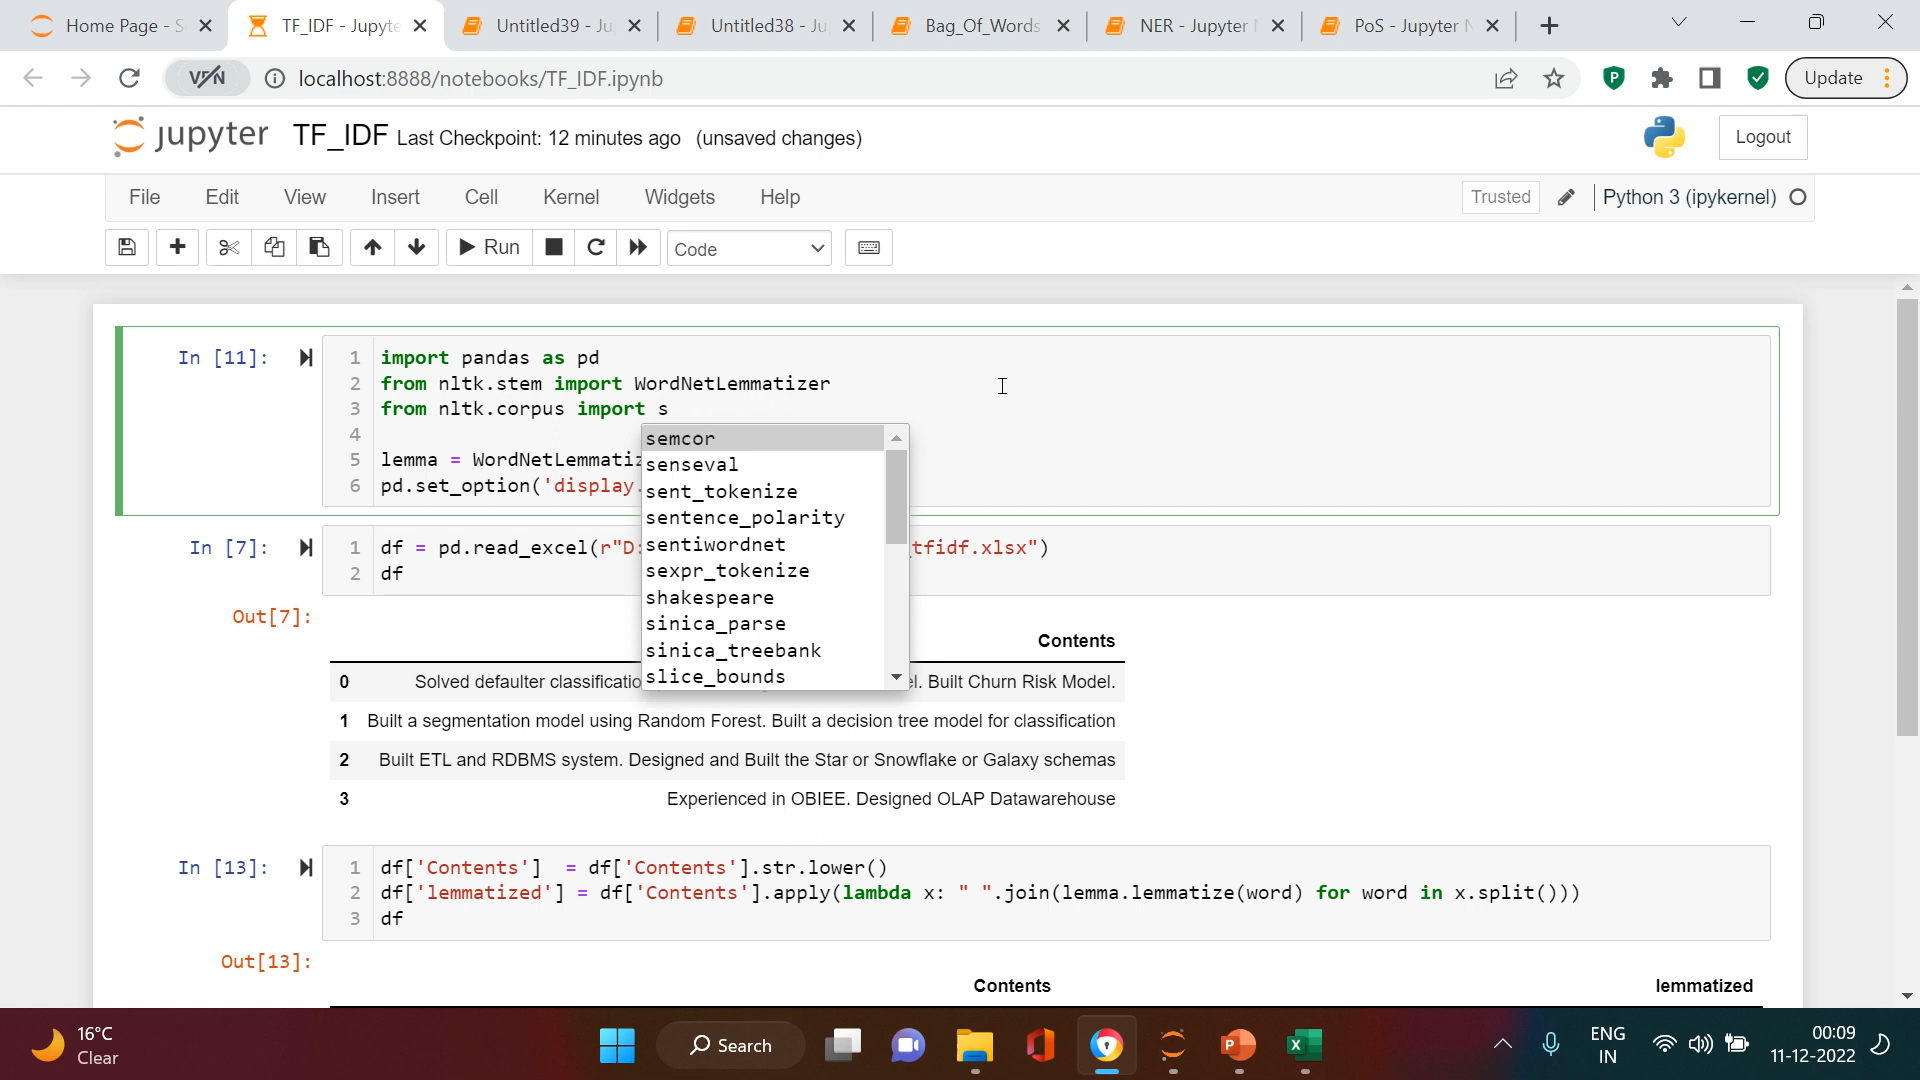 Home Page - S
TF_IDF - Jupyte
Untitled39 - Ju
Untitled38 - Ju
Bag_Of_Words
NER - Jupyter
PoS - Jupyter N
VPN
localhost:8888/notebooks/TF_IDF.ipynb
Update
jupyter TF_IDF Last Checkpoint: 12 minutes ago (unsaved changes)
Logout
File Edit View Insert Cell Kernel Widgets Help
Trusted
Python 3 (ipykernel)
Run
Code
In [11]:
1 import pandas as pd
2 from nltk.stem import WordNetLemmatizer
3 from nltk.corpus import s
4
5 lemma = WordNetLemmatiz
6 pd.set_option('display.
semcor
senseval
sent_tokenize
sentence_polarity
sentiwordnet
sexpr_tokenize
shakespeare
sinica_parse
sinica_treebank
slice_bounds
In [7]:
1 df = pd.read_excel(r"D: tfidf.xlsx")
2 df
Out[7]:
Contents
0 Solved defaulter classificatio el. Built Churn Risk Model.
1 Built a segmentation model using Random Forest. Built a decision tree model for classification
2 Built ETL and RDBMS system. Designed and Built the Star or Snowflake or Galaxy schemas
3 Experienced in OBIEE. Designed OLAP Datawarehouse
In [13]:
1 df['Contents'] = df['Contents'].str.lower()
2 df['lemmatized'] = df['Contents'].apply(lambda x: " ".join(lemma.lemmatize(word) for word in x.split()))
3 df
Out[13]:
Contents lemmatized
16°C
Clear
Search
ENG
IN
00:09
11-12-2022